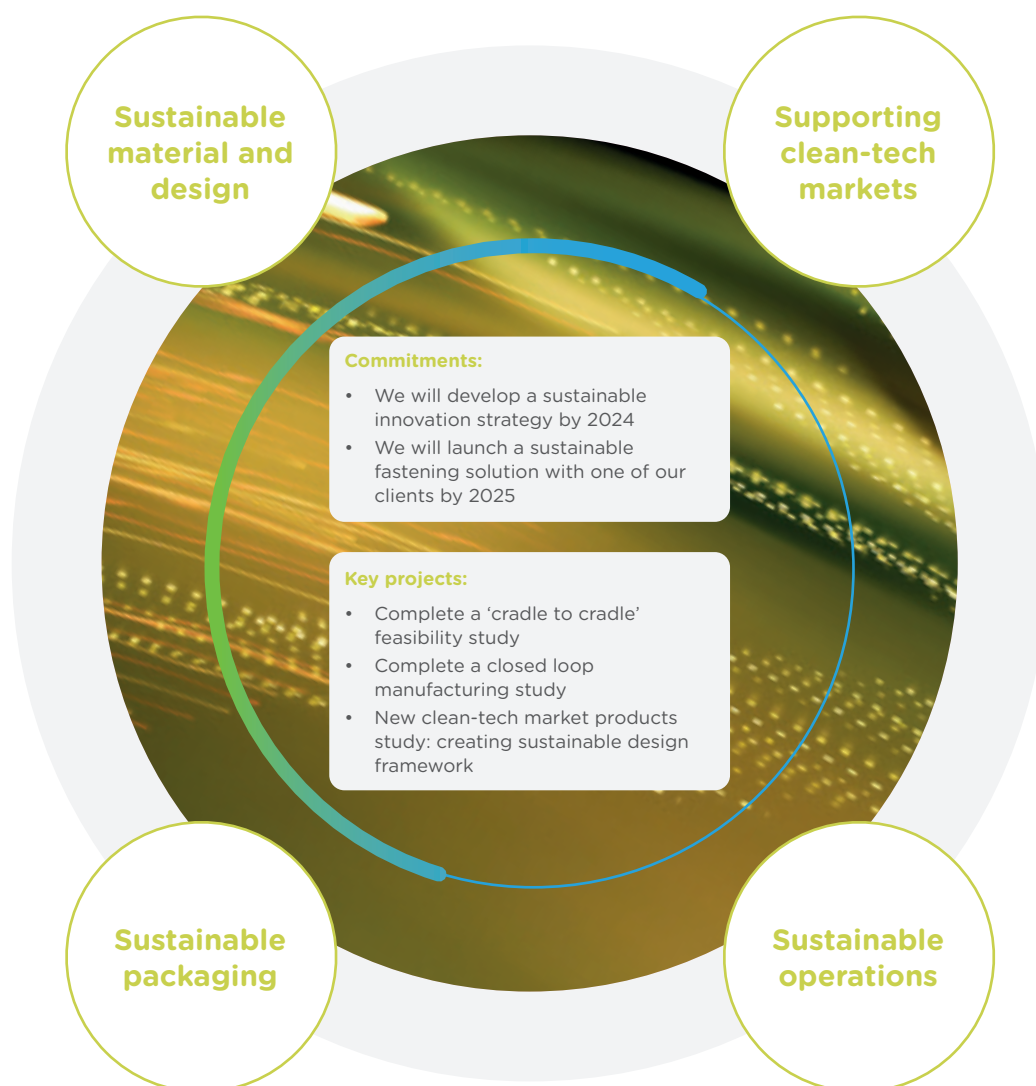 Sustainable
material and
design
Supporting
clean-tech
markets
Commitments:
• We will develop a sustainable
innovation strategy by 2024
• We will launch a sustainable
fastening solution with one of our
clients by 2025
Key projects:
• Complete a ‘cradle to cradle’
feasibility study
• Complete a closed loop
manufacturing study
• New clean-tech market products
study: creating sustainable design
framework
Sustainable
packaging
Sustainable
operations